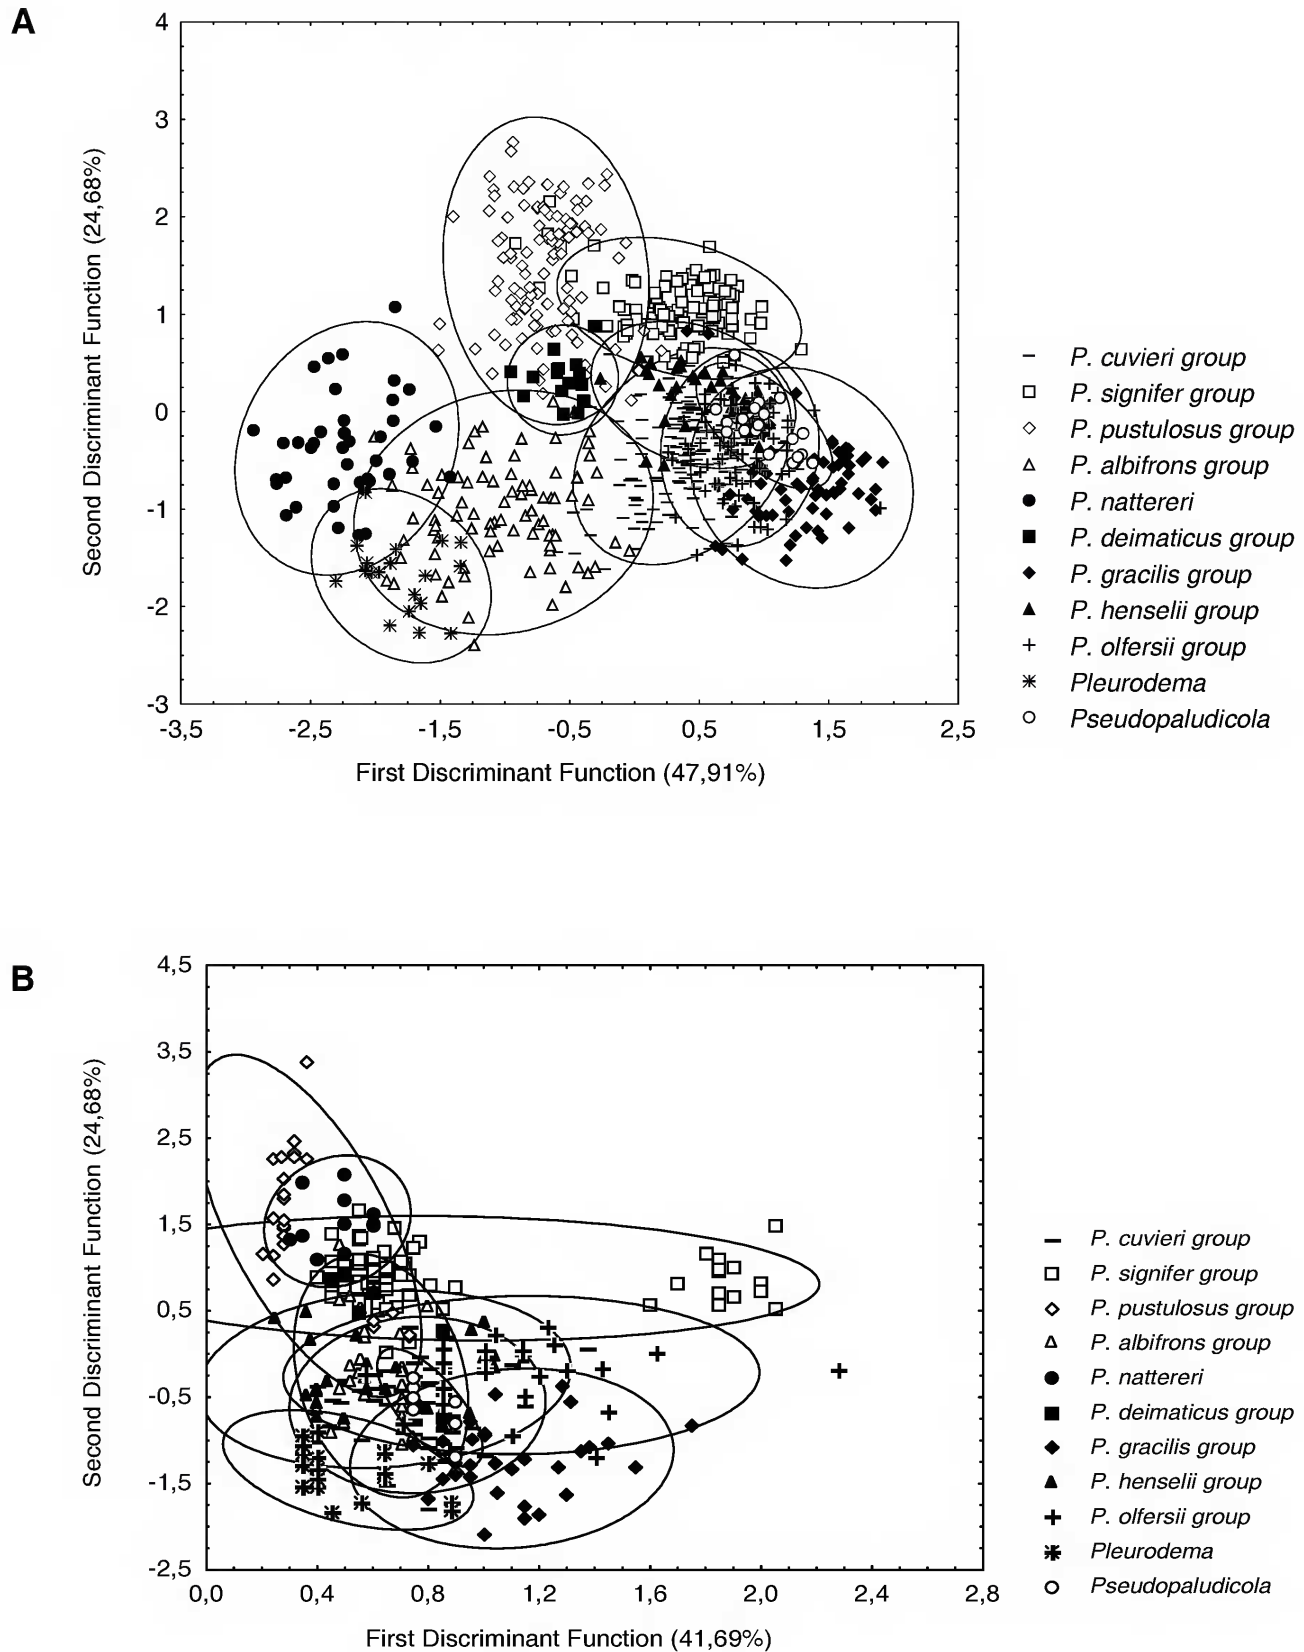 A
4
3
2
1
0
-1
-2
-3
Second Discriminant Function (24,68%)
-3,5 -2,5 -1,5 -0,5 0,5 1,5 2,5
First Discriminant Function (47,91%)
P. cuvieri group
P. signifer group
P. pustulosus group
P. albifrons group
P. nattereri
P. deimaticus group
P. gracilis group
P. henselii group
P. olfersii group
Pleurodema
Pseudopaludicola
B
4,5
3,5
2,5
1,5
0,5
-0,5
-1,5
-2,5
Second Discriminant Function (24,68%)
0,0 0,4 0,8 1,2 1,6 2,0 2,4 2,8
First Discriminant Function (41,69%)
P. cuvieri group
P. signifer group
P. pustulosus group
P. albifrons group
P. nattereri
P. deimaticus group
P. gracilis group
P. henselii group
P. olfersii group
Pleurodema
Pseudopaludicola